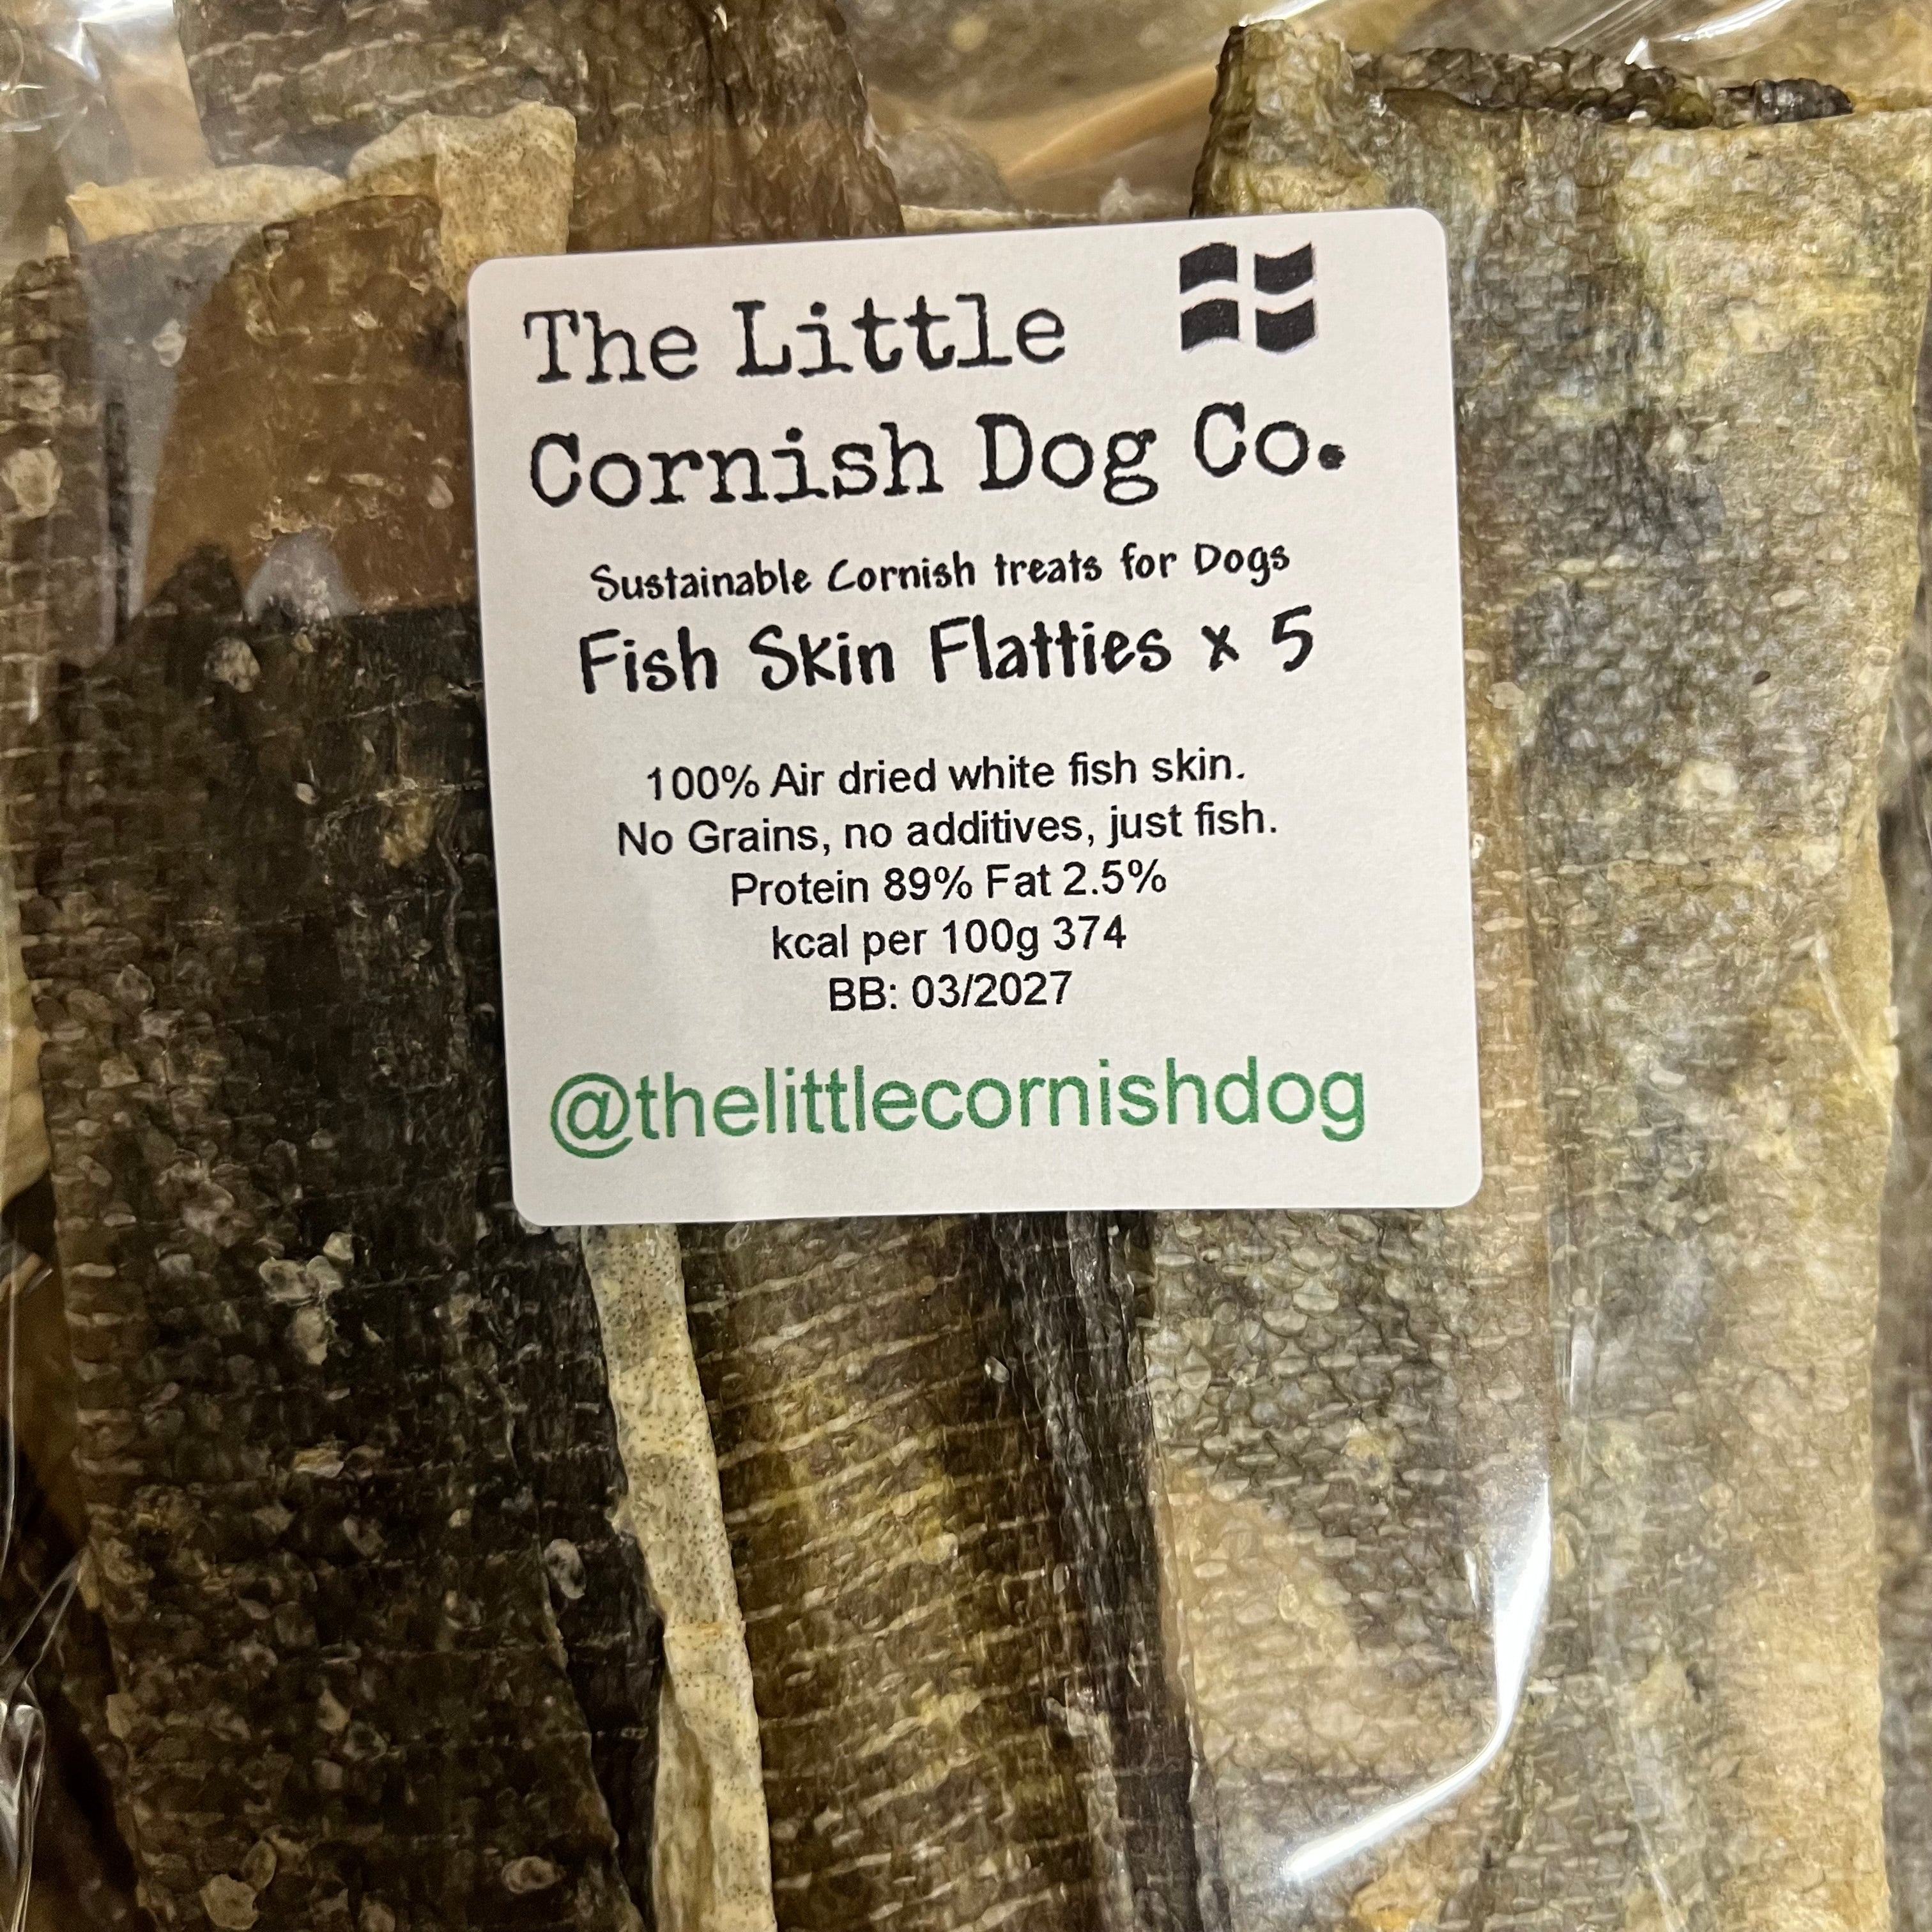 The Little
Cornish Dog Co.
Sustainable Cornish treats for Dogs
Fish Skin Flatties x 5
100% Air dried white fish skin.
No Grains, no additives, just fish.
Protein 89% Fat 2.5%
kcal per 100g 374
BB: 03/2027
@thelittlecornishdog